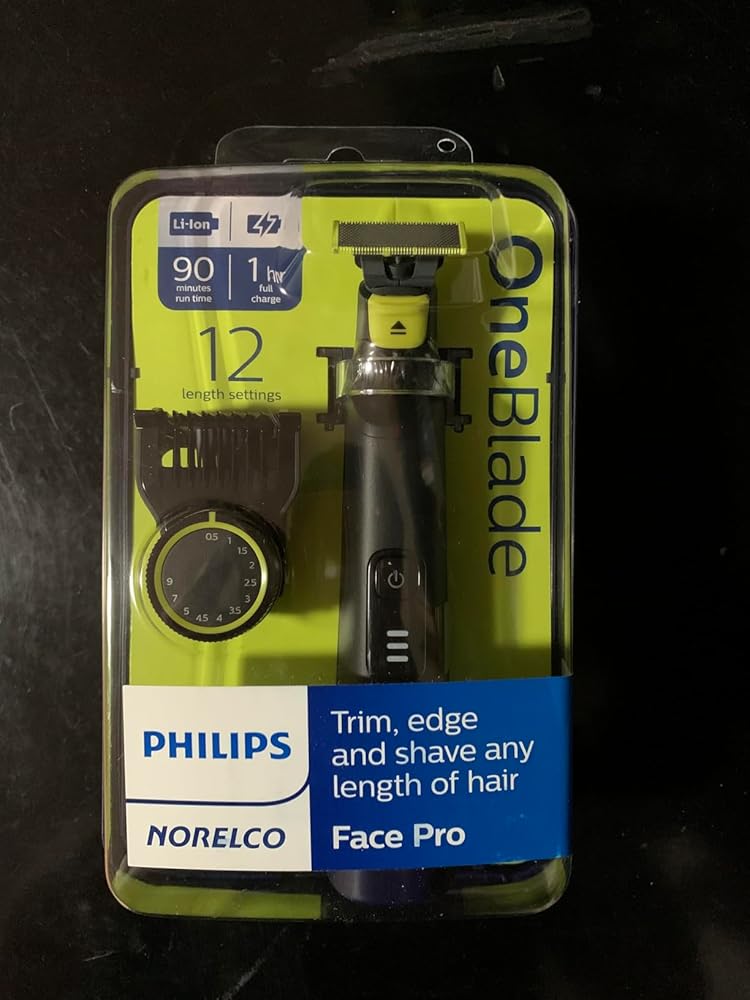 Li-Ion
90
minutes
run time
1 hr
full
charge
12
length settings
OneBlade
0.5
1
1.5
2
2.5
3
3.5
4
4.5
5
7
9
PHILIPS
NORELCO
Trim, edge
and shave any
length of hair
Face Pro